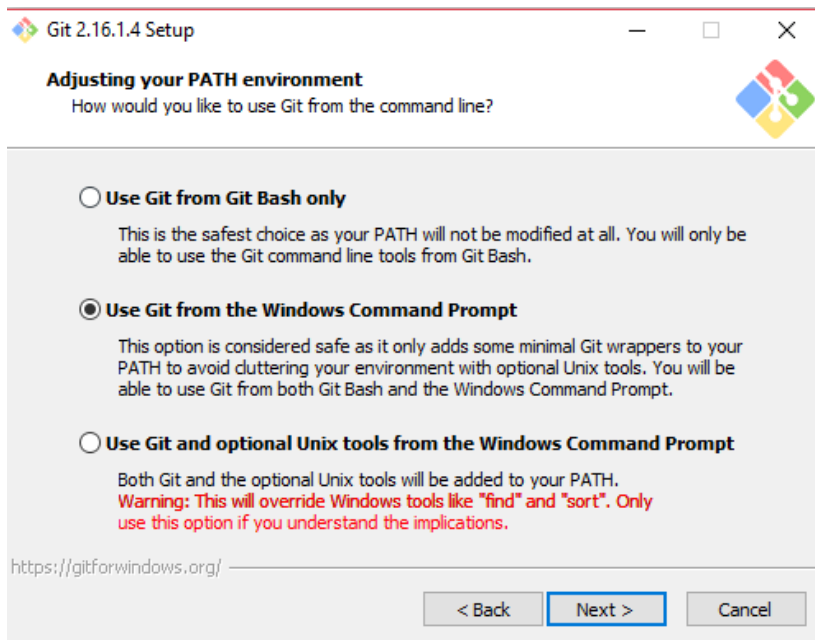 Git 2.16.1.4 Setup
Adjusting your PATH environment
How would you like to use Git from the command line?
Use Git from Git Bash only
This is the safest choice as your PATH will not be modified at all. You will only be
able to use the Git command line tools from Git Bash.
Use Git from the Windows Command Prompt
This option is considered safe as it only adds some minimal Git wrappers to your
PATH to avoid cluttering your environment with optional Unix tools. You will be
able to use Git from both Git Bash and the Windows Command Prompt.
Use Git and optional Unix tools from the Windows Command Prompt
Both Git and the optional Unix tools will be added to your PATH.
Warning: This will override Windows tools like "find" and "sort". Only
use this option if you understand the implications.
https://gitforwindows.org/
< Back Next > Cancel